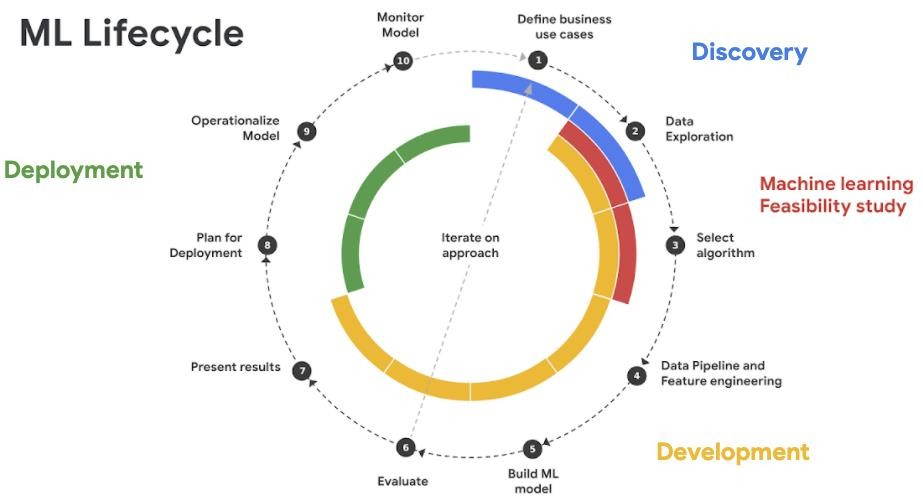 ML Lifecycle
Monitor
Model
10
Define business
use cases
1
Discovery
Operationalize
Model
9
2
Data
Exploration
Deployment
Machine learning
Feasibility study
Plan for
Deployment
8
Iterate on
approach
3
Select
algorithm
Present results
7
4
Data Pipeline and
Feature engineering
6
Evaluate
5
Build ML
model
Development